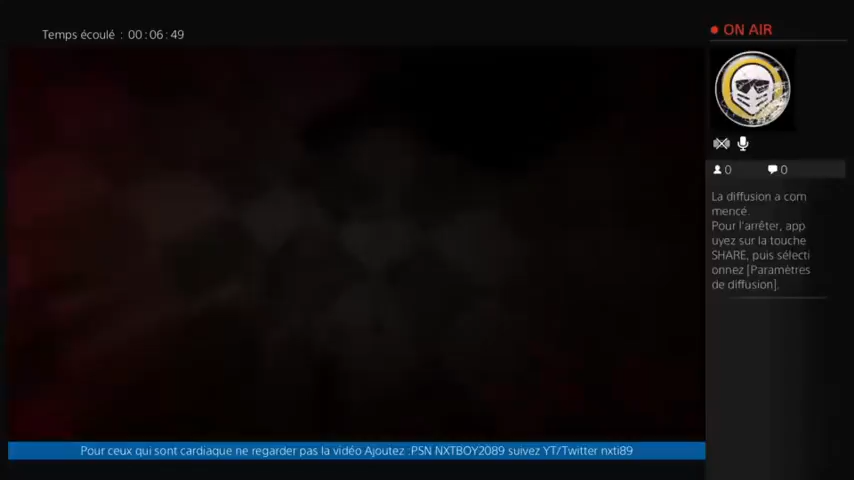 Temps écoulé : 00:06:49
ON AIR
0 0
La diffusion a com
mencé.
Pour l'arrêter, app
uyez sur la touche
SHARE, puis sélecti
onnez [Paramètres
de diffusion].
Pour ceux qui sont cardiaque ne regarder pas la vidéo Ajoutez :PSN NXTBOY2089 suivez YT/Twitter nxti89